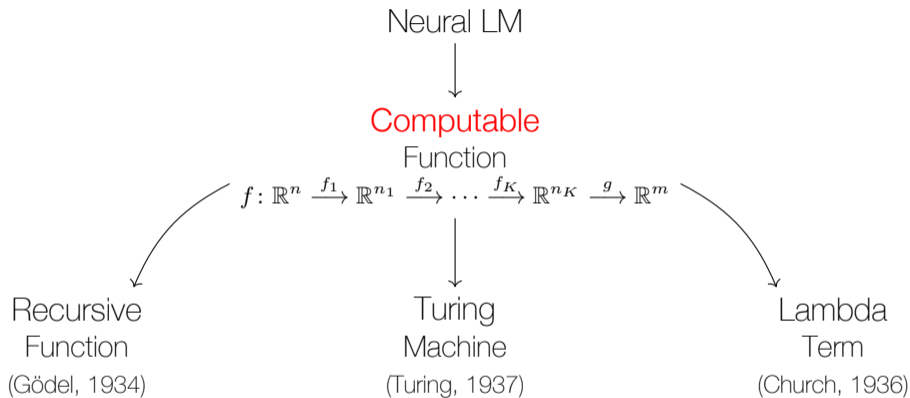 Neural LM
Computable
Function
f: ℝⁿ —f₁→ ℝⁿ¹ —f₂→ ⋯ —f_K→ ℝ^{n_K} —g→ ℝᵐ
Recursive
Function
(Gödel, 1934)
Turing
Machine
(Turing, 1937)
Lambda
Term
(Church, 1936)